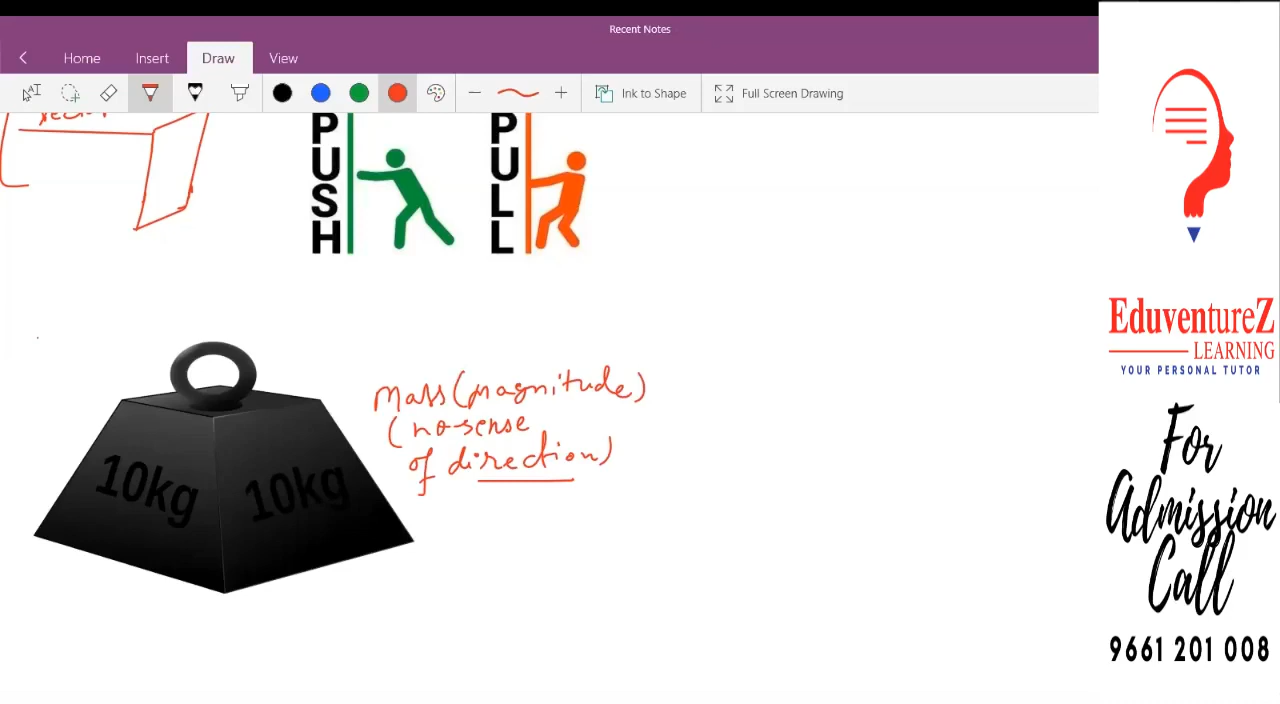 Recent Notes
Home Insert Draw View
Ink to Shape Full Screen Drawing
PUSH
PULL
10kg 10kg
Mass (magnitude)
(no sense
of direction)
EduventureZ
LEARNING
YOUR PERSONAL TUTOR
For
Admission
Call
9661 201 008